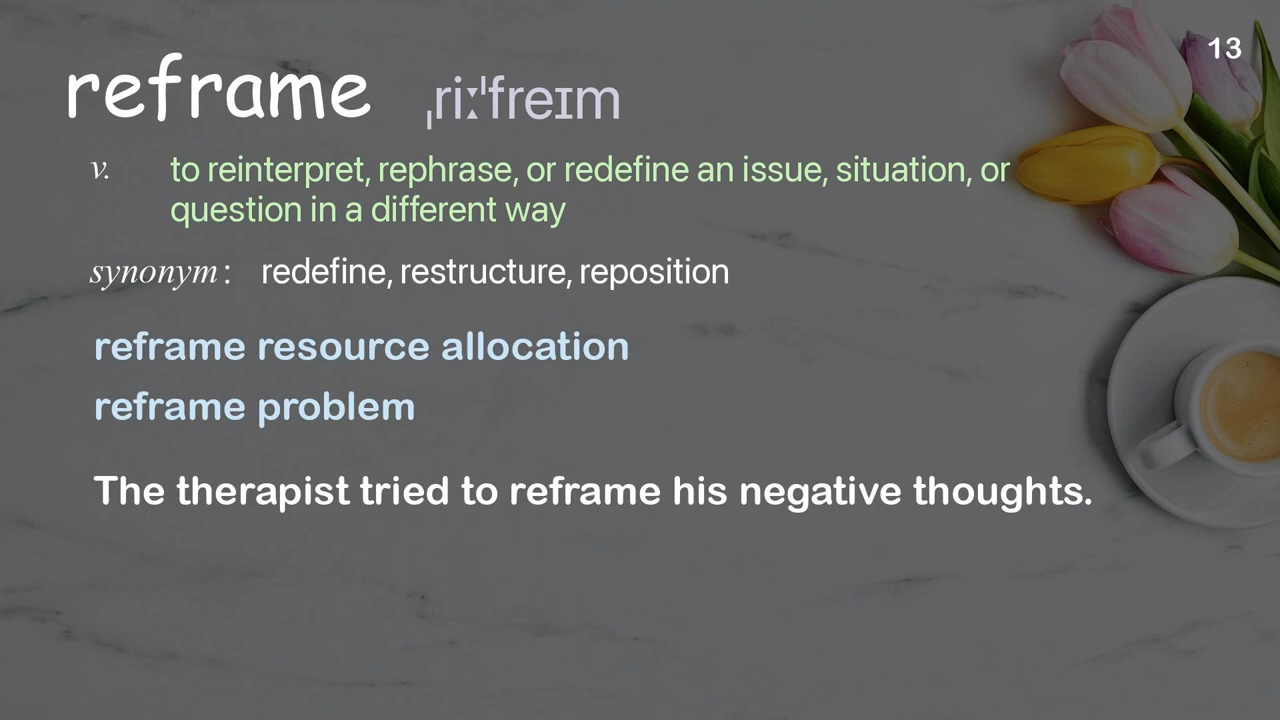 13
reframe ˌriːˈfreɪm
v. to reinterpret, rephrase, or redefine an issue, situation, or
question in a different way
synonym: redefine, restructure, reposition
reframe resource allocation
reframe problem
The therapist tried to reframe his negative thoughts.